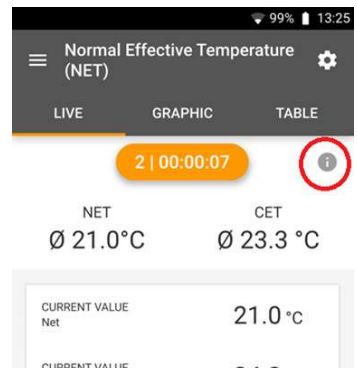 99% 13:25
Normal Effective Temperature
(NET)
LIVE GRAPHIC TABLE
2 | 00:00:07
NET CET
Ø 21.0°C Ø 23.3 °C
CURRENT VALUE
Net 21.0 °C
CURRENT VALUE